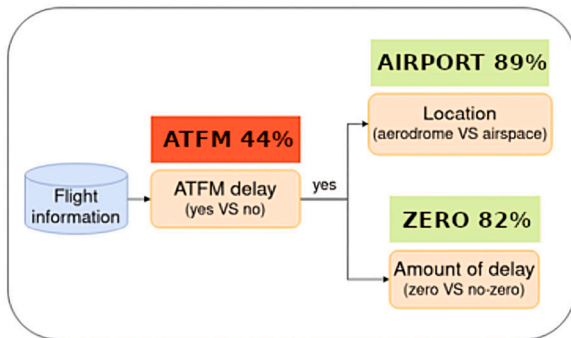 AIRPORT 89%
Location
(aerodrome VS airspace)
ATFM 44%
ATFM delay
(yes VS no)
yes
Flight
information
ZERO 82%
Amount of delay
(zero VS no-zero)